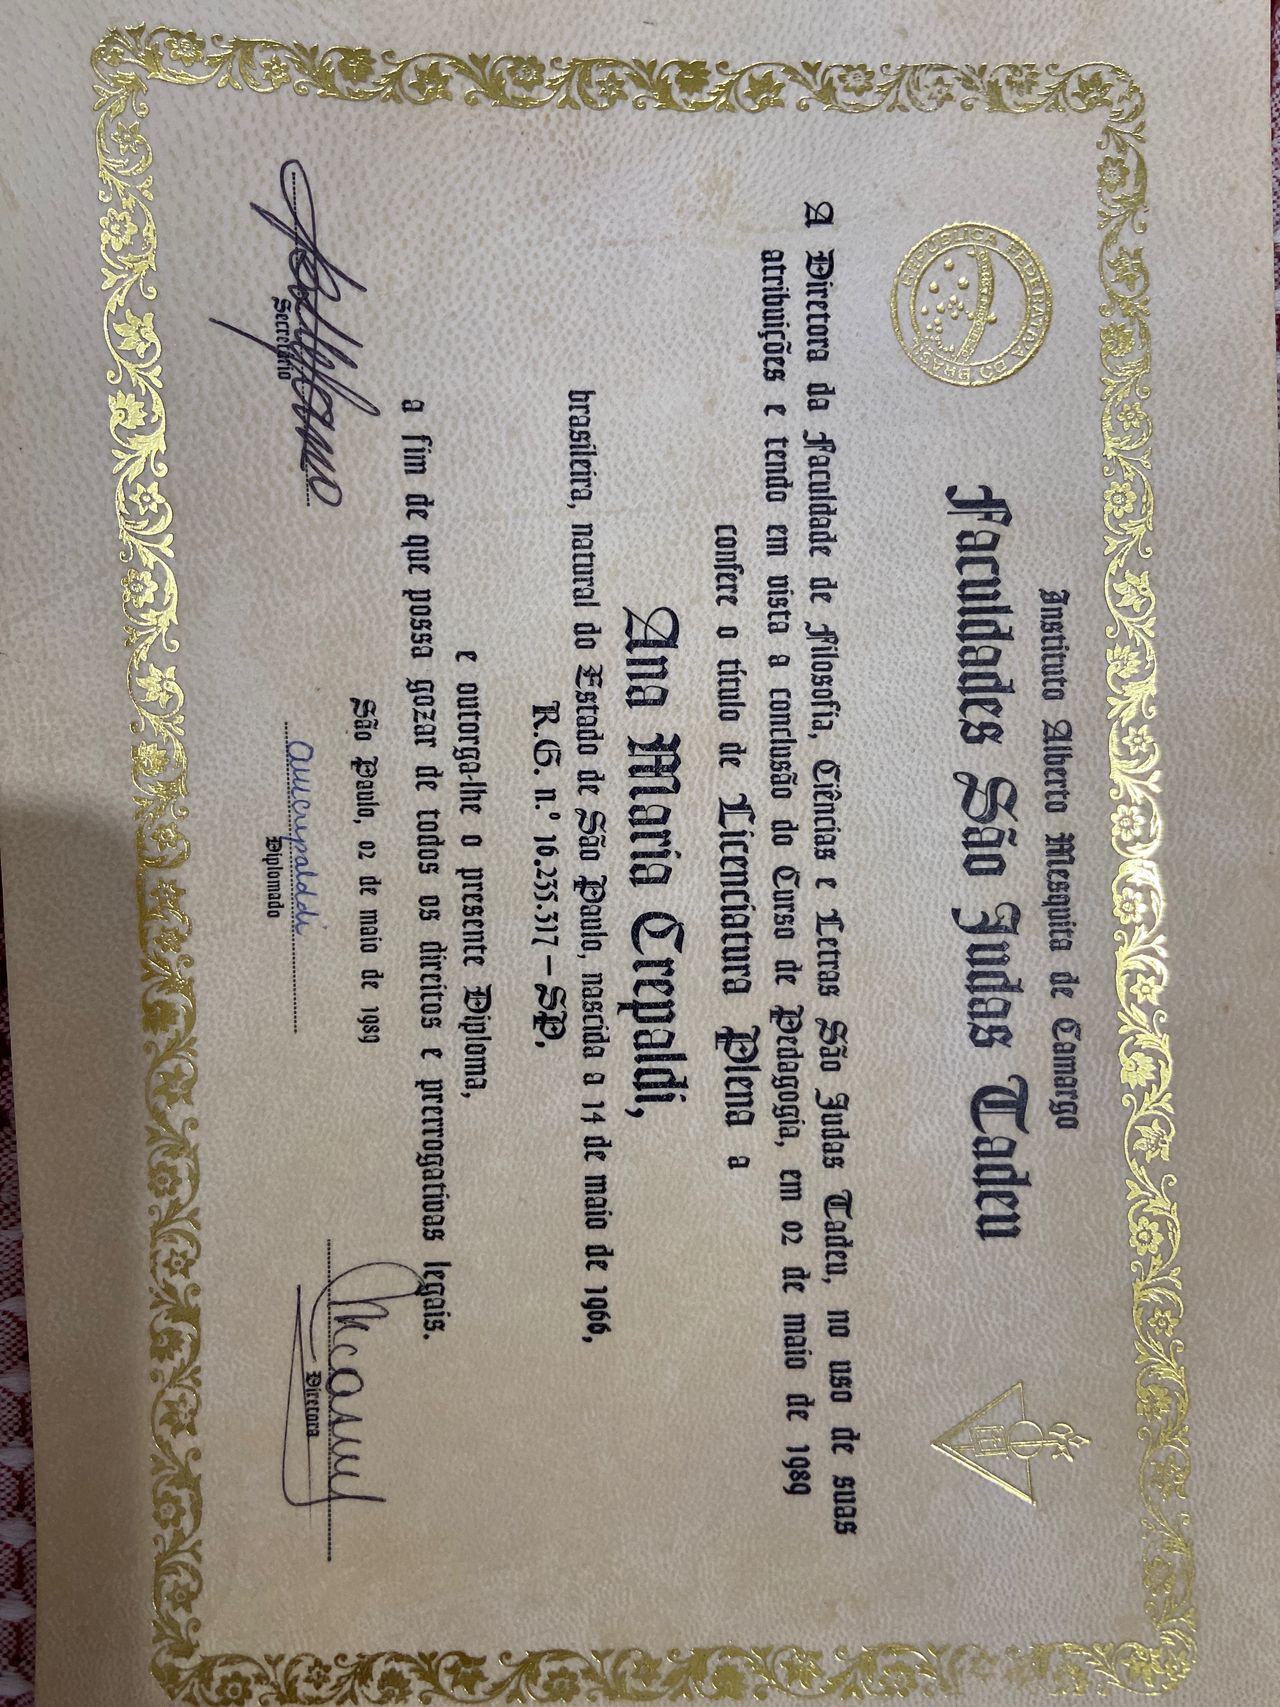 Instituto Alberto Mesquita de Camargo
Faculdades São Judas Tadeu
REPÚBLICA FEDERATIVA DO BRASIL
A Diretora da Faculdade de Filosofia, Ciências e Letras São Judas Tadeu, no uso de suas
atribuições e tendo em vista a conclusão do Curso de Pedagogia, em 02 de maio de 1989
confere o título de Licenciatura Plena a
Ana Maria Crepaldi,
brasileira, natural do Estado de São Paulo, nascida a 14 de maio de 1966,
R.G. n.º 16.235.317 - SP.
e outorga-lhe o presente Diploma,
a fim de que possa gozar de todos os direitos e prerrogativas legais.
São Paulo, 02 de maio de 1989
Secretário
Diplomado
Diretora